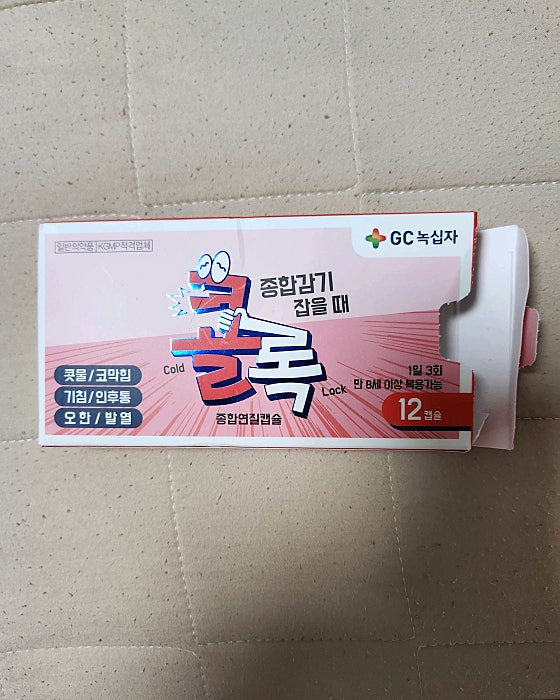 일반의약품 KGMP적격업체
GC녹십자
종합감기
잡을 때
콜록
Cold
Lock
종합연질캡슐
콧물/코막힘
기침/인후통
오한/발열
1일 3회
만 8세 이상 복용가능
12캡슐